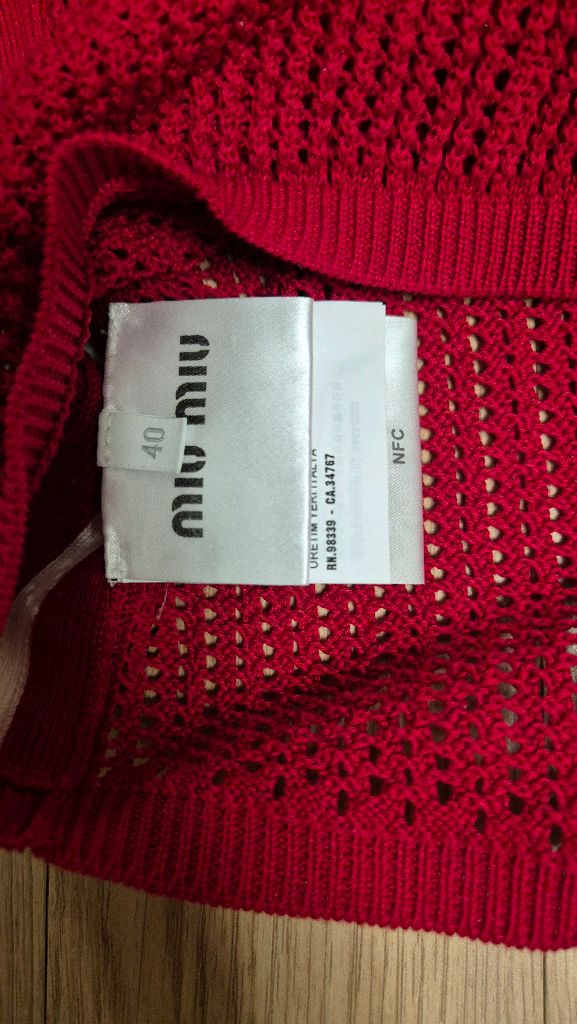 miu miu
40
ÜRETİM YERİ İTALYA
RN.98339 - CA.34767
NFC